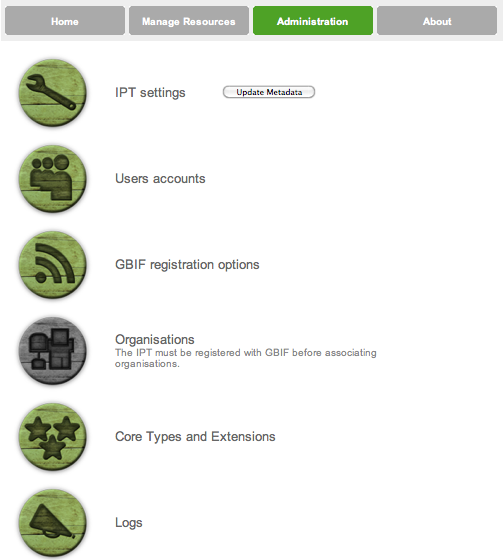 Home Manage Resources Administration About
IPT settings Update Metadata
Users accounts
GBIF registration options
Organisations
The IPT must be registered with GBIF before associating
organisations.
Core Types and Extensions
Logs